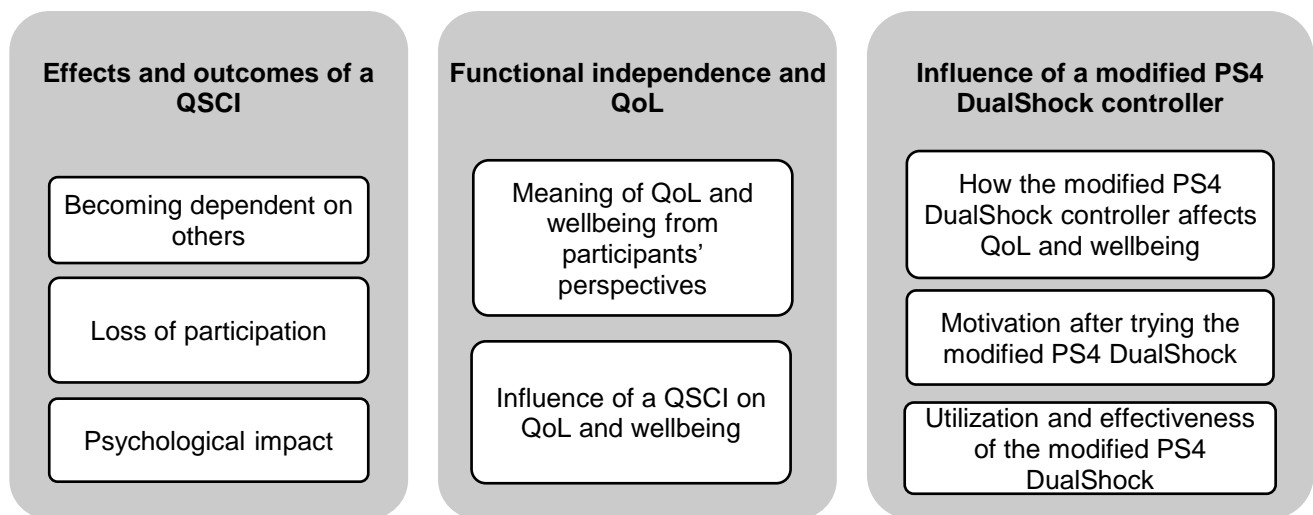 Effects and outcomes of a
QSCI
Becoming dependent on
others
Loss of participation
Psychological impact
Functional independence and
QoL
Meaning of QoL and
wellbeing from
participants’
perspectives
Influence of a QSCI on
QoL and wellbeing
Influence of a modified PS4
DualShock controller
How the modified PS4
DualShock controller affects
QoL and wellbeing
Motivation after trying the
modified PS4 DualShock
Utilization and effectiveness
of the modified PS4
DualShock